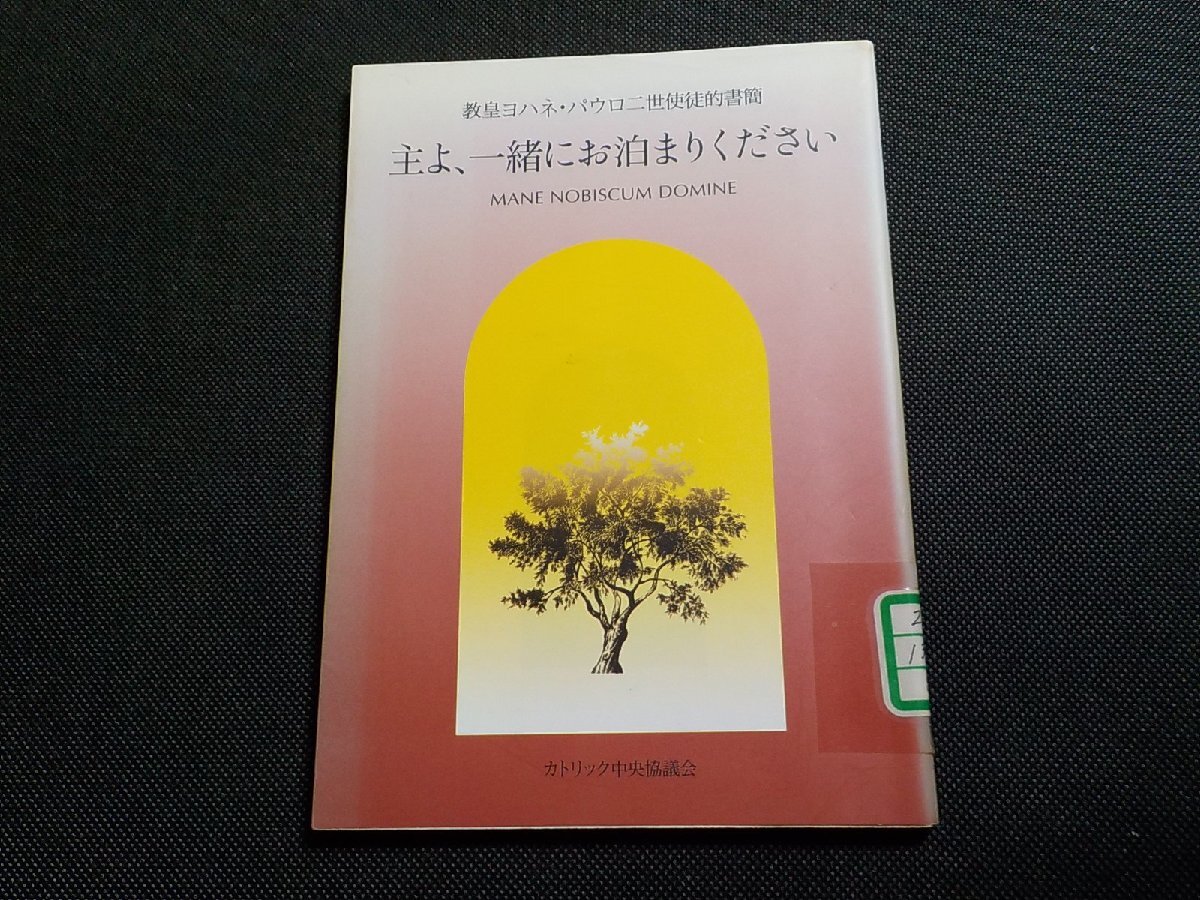 教皇ヨハネ・パウロ二世使徒的書簡
主よ、一緒にお泊まりください
MANE NOBISCUM DOMINE
カトリック中央協議会